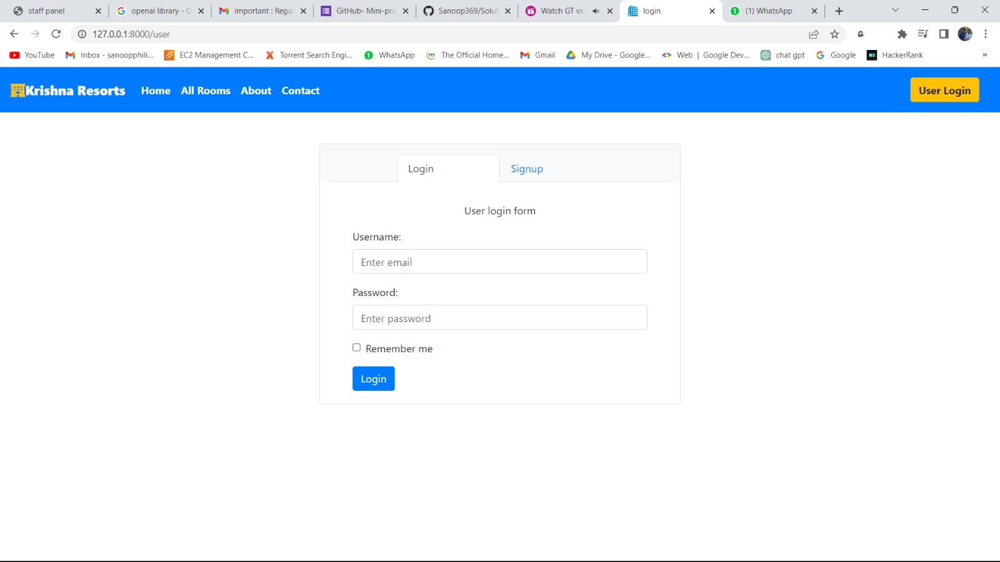 staff panel
openai library - G
Important : Regar
GitHub- Mini-pro
Sanoop369/Solut
Watch GT vs
login
(1) WhatsApp
127.0.0.1:8000/user
YouTube
Inbox - sanoopphili...
EC2 Management C...
Torrent Search Engi...
WhatsApp
The Official Home...
Gmail
My Drive - Google...
Web | Google Dev...
chat gpt
Google
HackerRank
»
Krishna Resorts
Home
All Rooms
About
Contact
User Login
Login
Signup
User login form
Username:
Enter email
Password:
Enter password
Remember me
Login